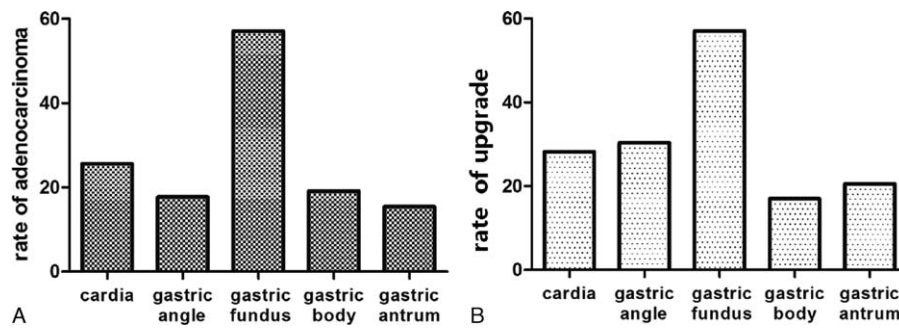 rate of adenocarcinoma
60
40
20
0
cardia
gastric
angle
gastric
fundus
gastric
body
gastric
antrum
A
rate of upgrade
60
40
20
0
cardia
gastric
angle
gastric
fundus
gastric
body
gastric
antrum
B